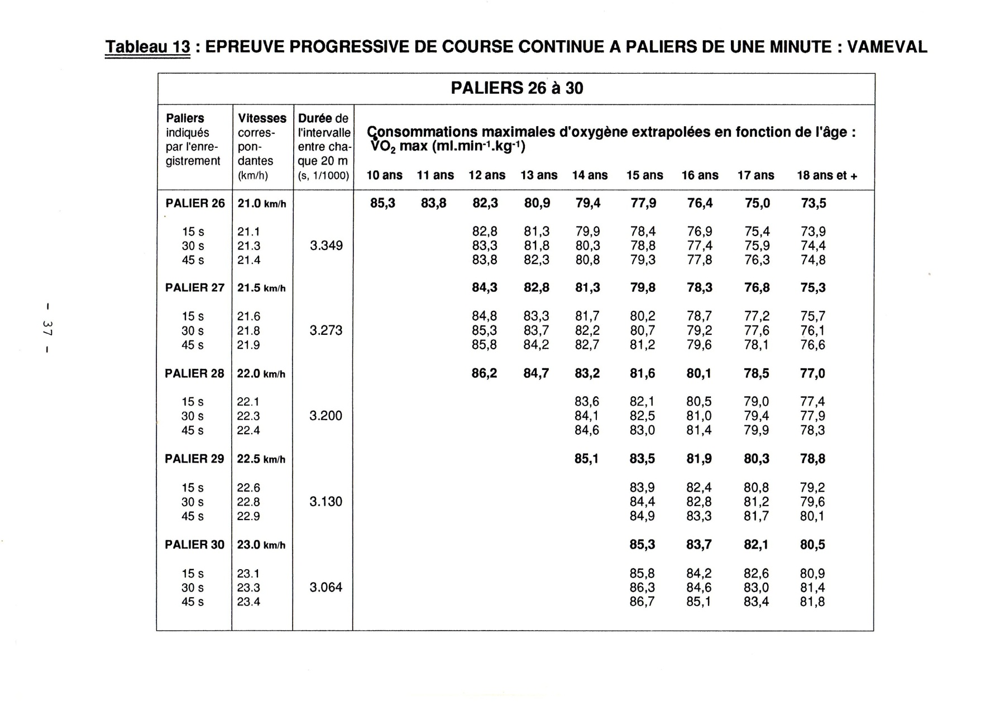 Tableau 13 : EPREUVE PROGRESSIVE DE COURSE CONTINUE A PALIERS DE UNE MINUTE : VAMEVAL
PALIERS 26 à 30
Paliers indiqués par l'enre- gistrement
Vitesses corres- pon- dantes (km/h)
Durée de l'intervalle entre cha- que 20 m (s, 1/1000)
Consommations maximales d'oxygène extrapolées en fonction de l'âge :
V̇O₂ max (ml.min⁻¹.kg⁻¹)
10 ans 11 ans 12 ans 13 ans 14 ans 15 ans 16 ans 17 ans 18 ans et +
PALIER 26 21.0 km/h 85,3 83,8 82,3 80,9 79,4 77,9 76,4 75,0 73,5
15 s 21.1 82,8 81,3 79,9 78,4 76,9 75,4 73,9
30 s 21.3 3.349 83,3 81,8 80,3 78,8 77,4 75,9 74,4
45 s 21.4 83,8 82,3 80,8 79,3 77,8 76,3 74,8
PALIER 27 21.5 km/h 84,3 82,8 81,3 79,8 78,3 76,8 75,3
15 s 21.6 84,8 83,3 81,7 80,2 78,7 77,2 75,7
30 s 21.8 3.273 85,3 83,7 82,2 80,7 79,2 77,6 76,1
45 s 21.9 85,8 84,2 82,7 81,2 79,6 78,1 76,6
PALIER 28 22.0 km/h 86,2 84,7 83,2 81,6 80,1 78,5 77,0
15 s 22.1 83,6 82,1 80,5 79,0 77,4
30 s 22.3 3.200 84,1 82,5 81,0 79,4 77,9
45 s 22.4 84,6 83,0 81,4 79,9 78,3
PALIER 29 22.5 km/h 85,1 83,5 81,9 80,3 78,8
15 s 22.6 83,9 82,4 80,8 79,2
30 s 22.8 3.130 84,4 82,8 81,2 79,6
45 s 22.9 84,9 83,3 81,7 80,1
PALIER 30 23.0 km/h 85,3 83,7 82,1 80,5
15 s 23.1 85,8 84,2 82,6 80,9
30 s 23.3 3.064 86,3 84,6 83,0 81,4
45 s 23.4 86,7 85,1 83,4 81,8
- 37 -